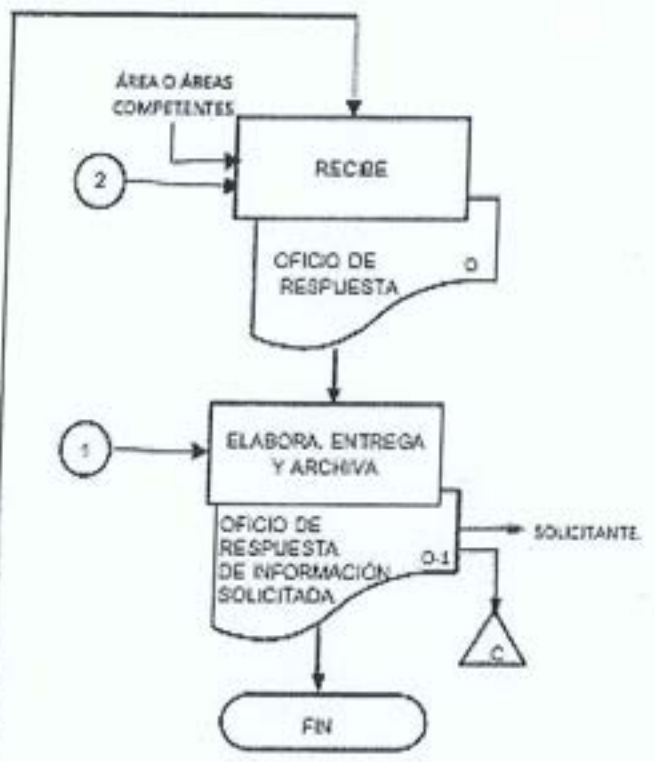 ÁREA O ÁREAS
COMPETENTES
RECIBE
2
OFICIO DE
RESPUESTA
O
1
ELABORA, ENTREGA
Y ARCHIVA
OFICIO DE
RESPUESTA
DE INFORMACIÓN
SOLICITADA
O-1
SOLICITANTE.
C
FIN